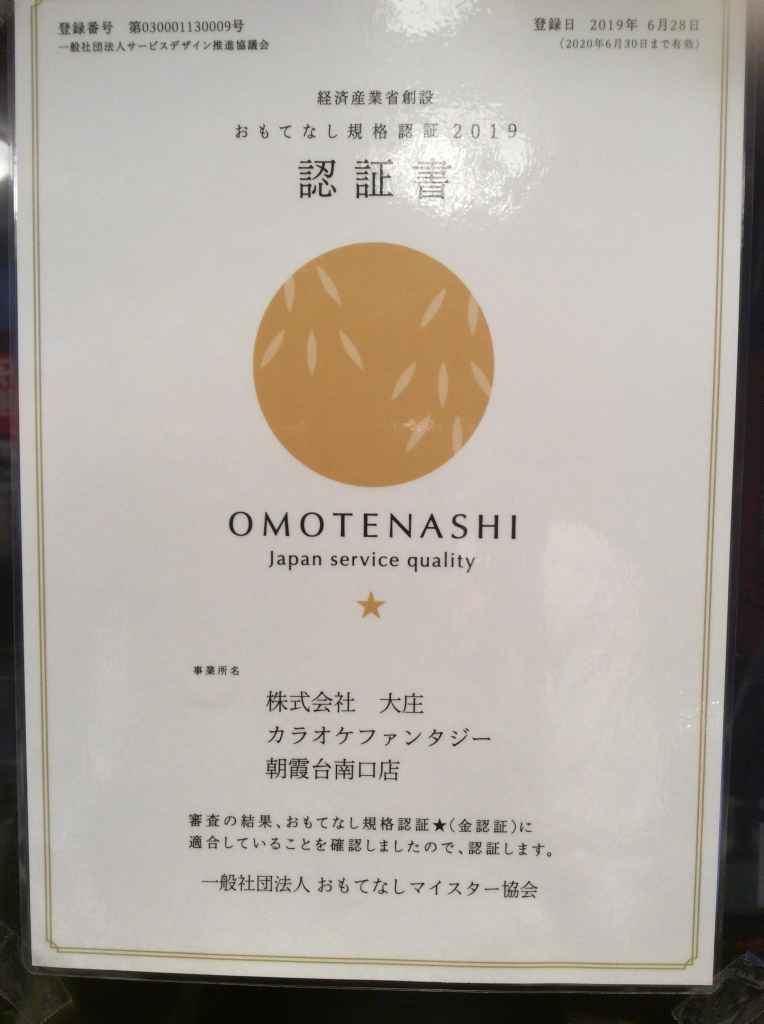 登録番号 第030001130009号
一般社団法人サービスデザイン推進協議会
登録日 2019年 6月28日
(2020年6月30日まで有効)
経済産業省創設
おもてなし規格認証2019
認証書
OMOTENASHI
Japan service quality
★
事業所名
株式会社 大庄
カラオケファンタジー
朝霞台南口店
審査の結果、おもてなし規格認証★(金認証)に
適合していることを確認しましたので、認証します。
一般社団法人 おもてなしマイスター協会